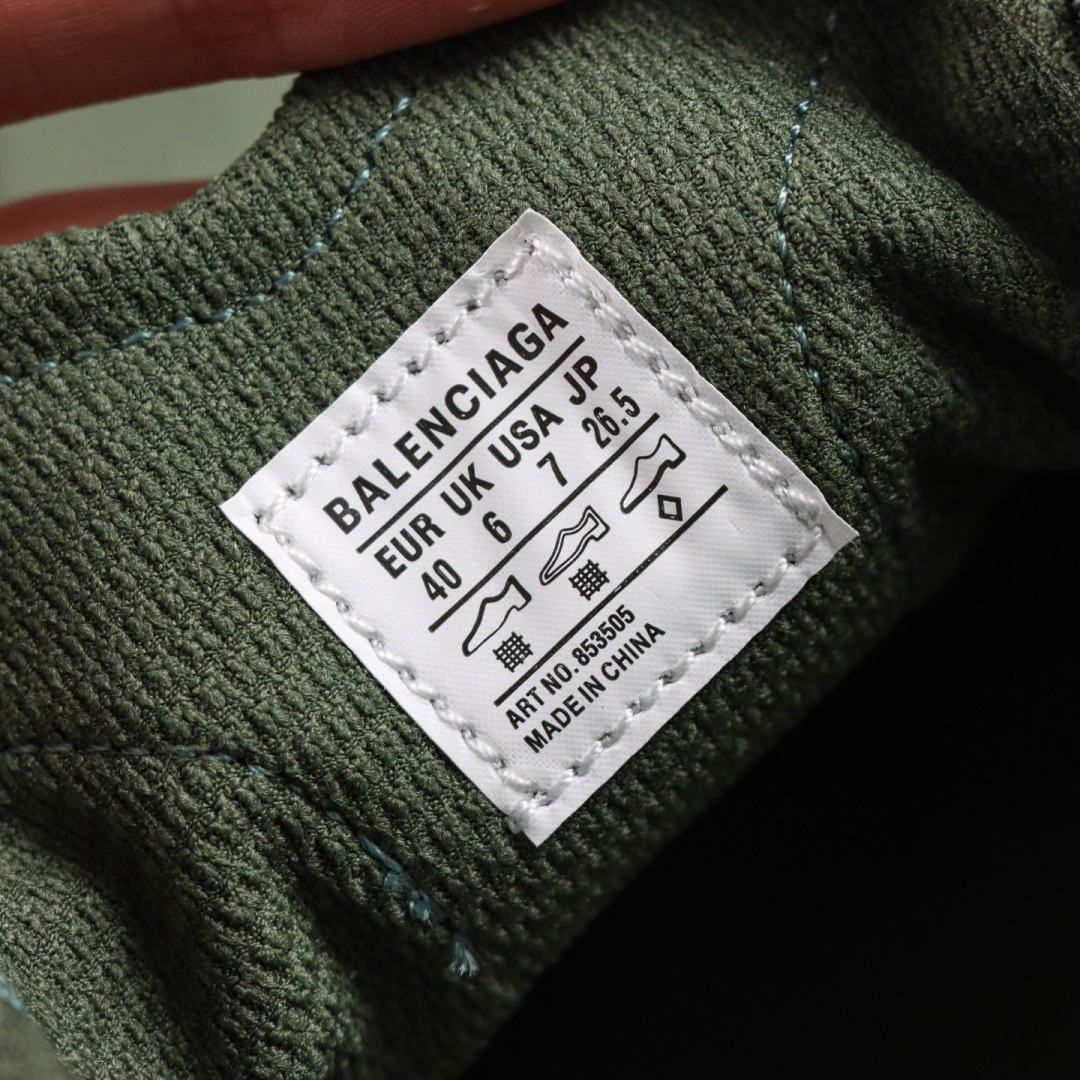 BALENCIAGA
EUR UK USA JP
40 6 7 26.5
ART NO. 853505
MADE IN CHINA